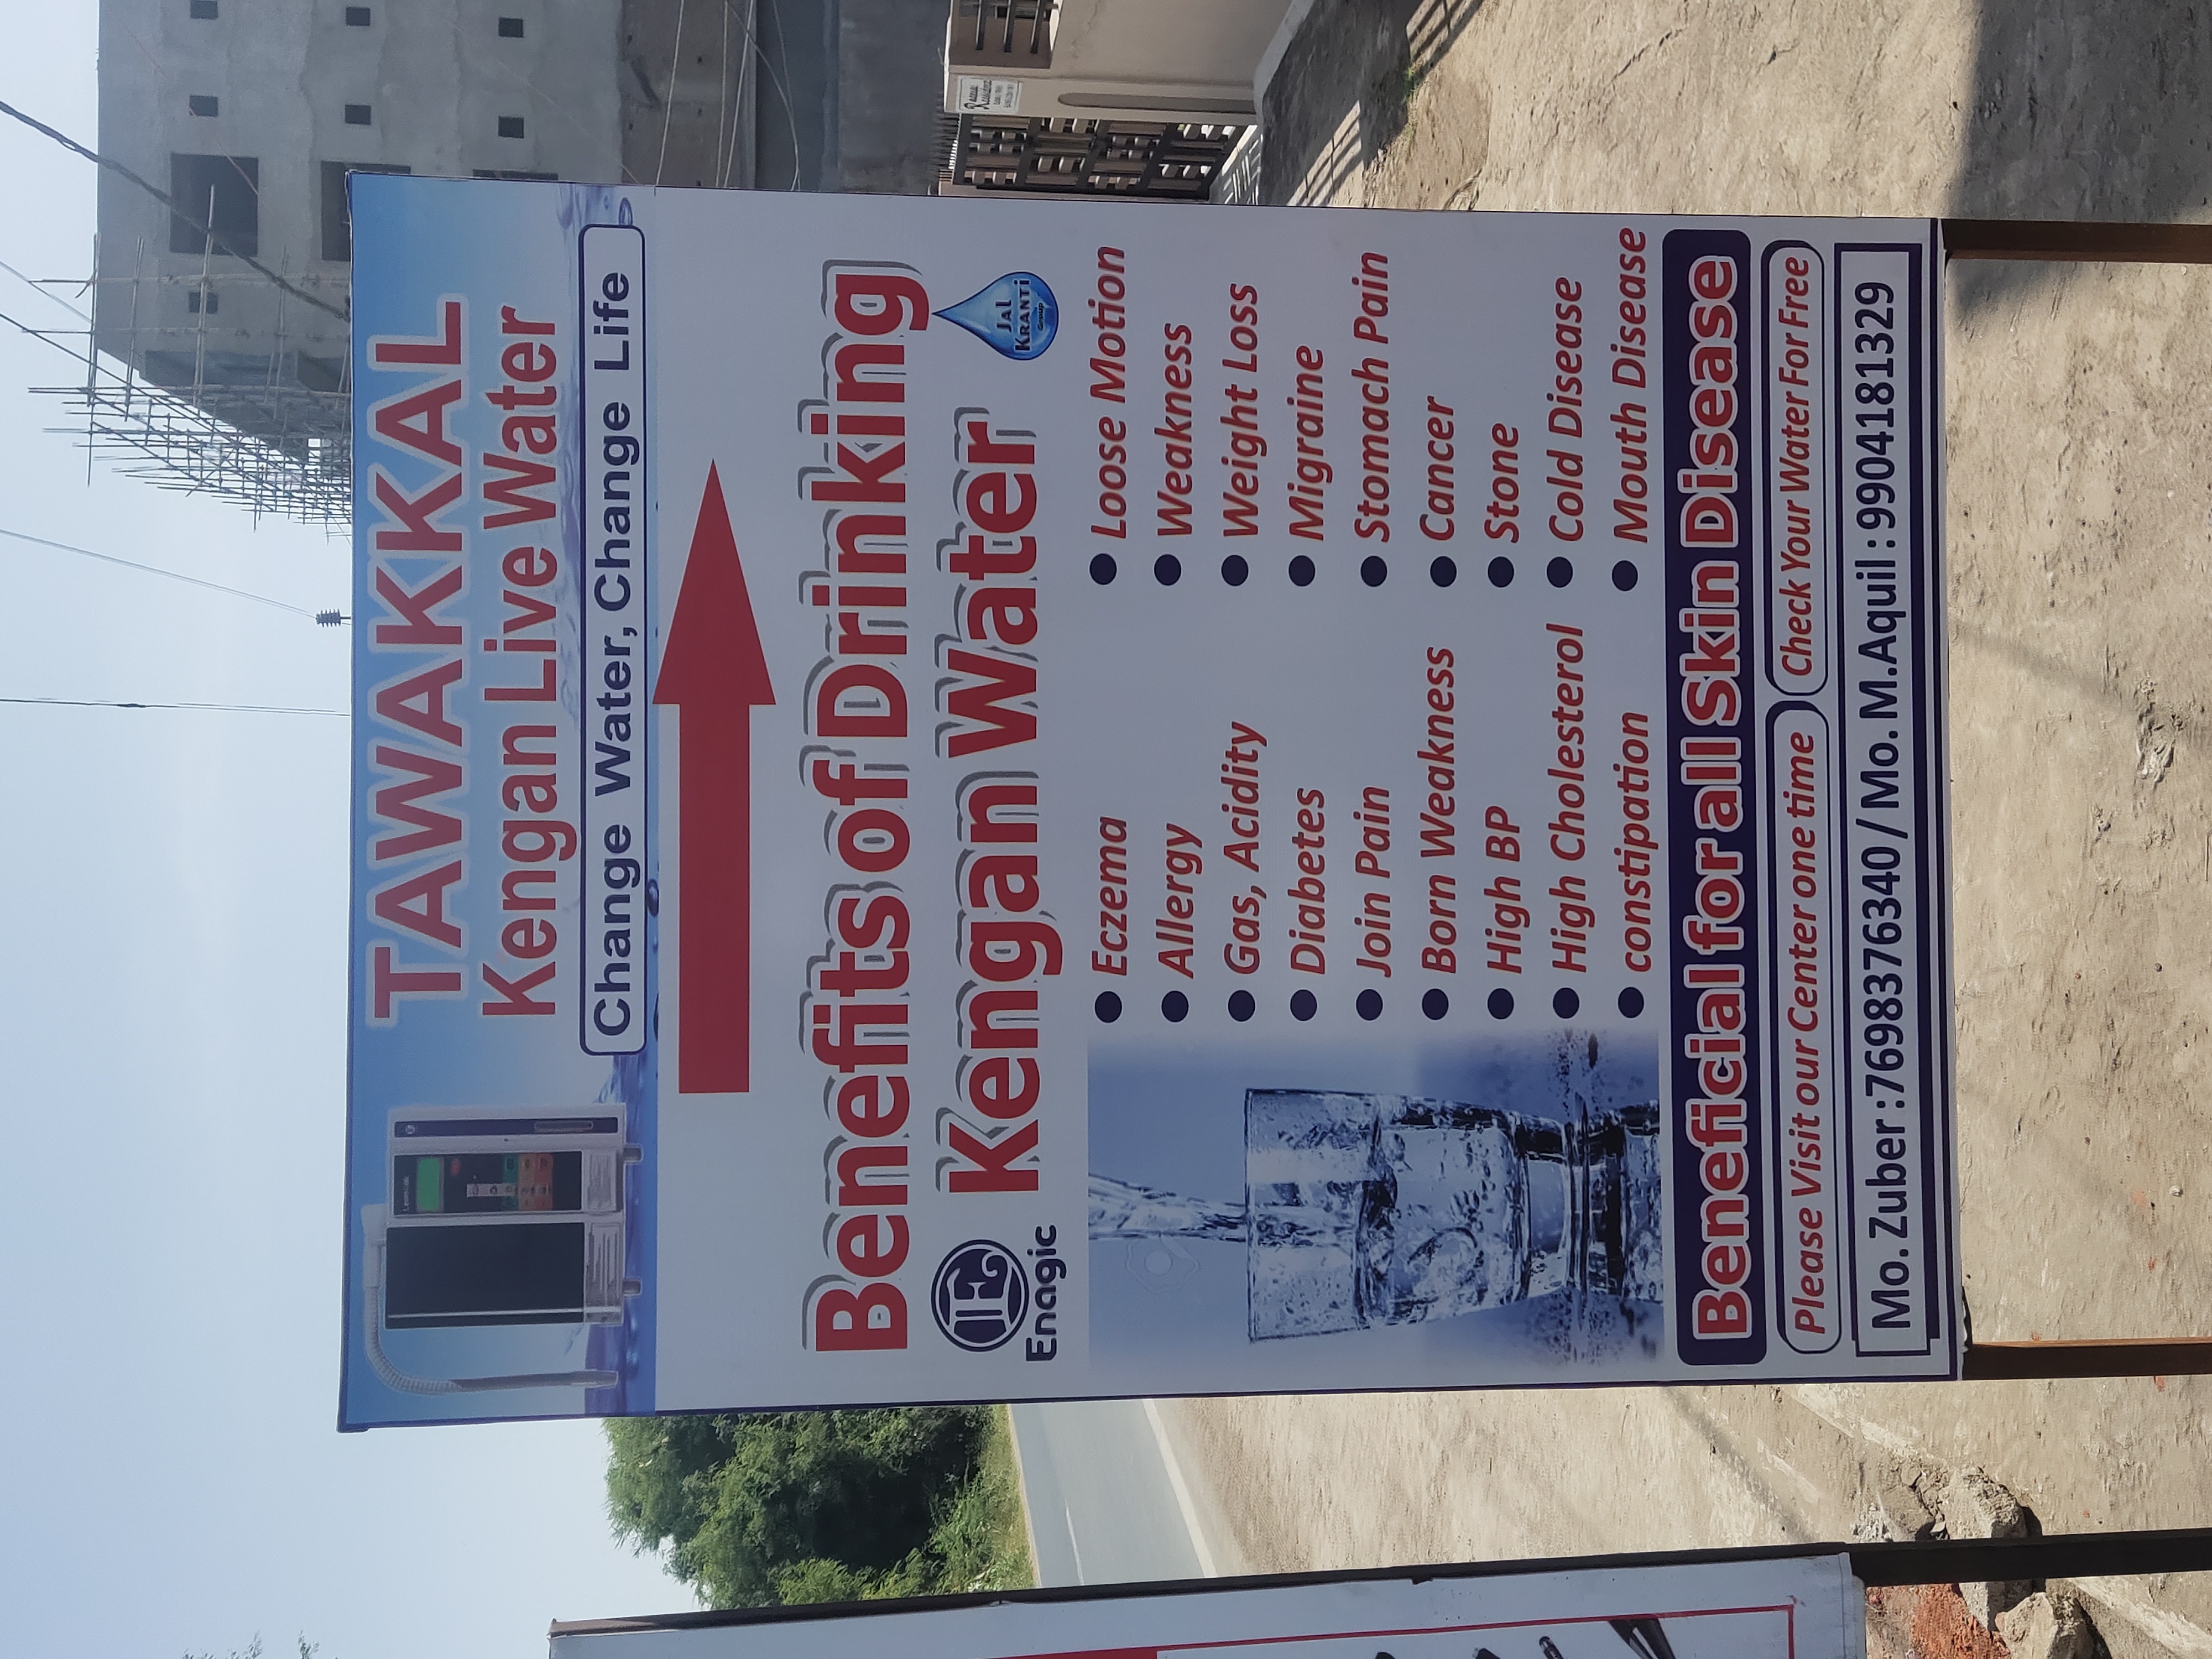 TAWAKKAL
Kengan Live Water
Change Water, Change Life
Benefits of Drinking
Kengan Water
E
Enagic
Jal
Kranti
Group
Eczema
Allergy
Gas, Acidity
Diabetes
Join Pain
Born Weakness
High BP
High Cholesterol
constipation
Loose Motion
Weakness
Weight Loss
Migraine
Stomach Pain
Cancer
Stone
Cold Disease
Mouth Disease
Beneficial for all Skin Disease
Please Visit our Center one time
Check Your Water For Free
Mo. Zuber :7698376340 / Mo. M.Aquil : 9904181329